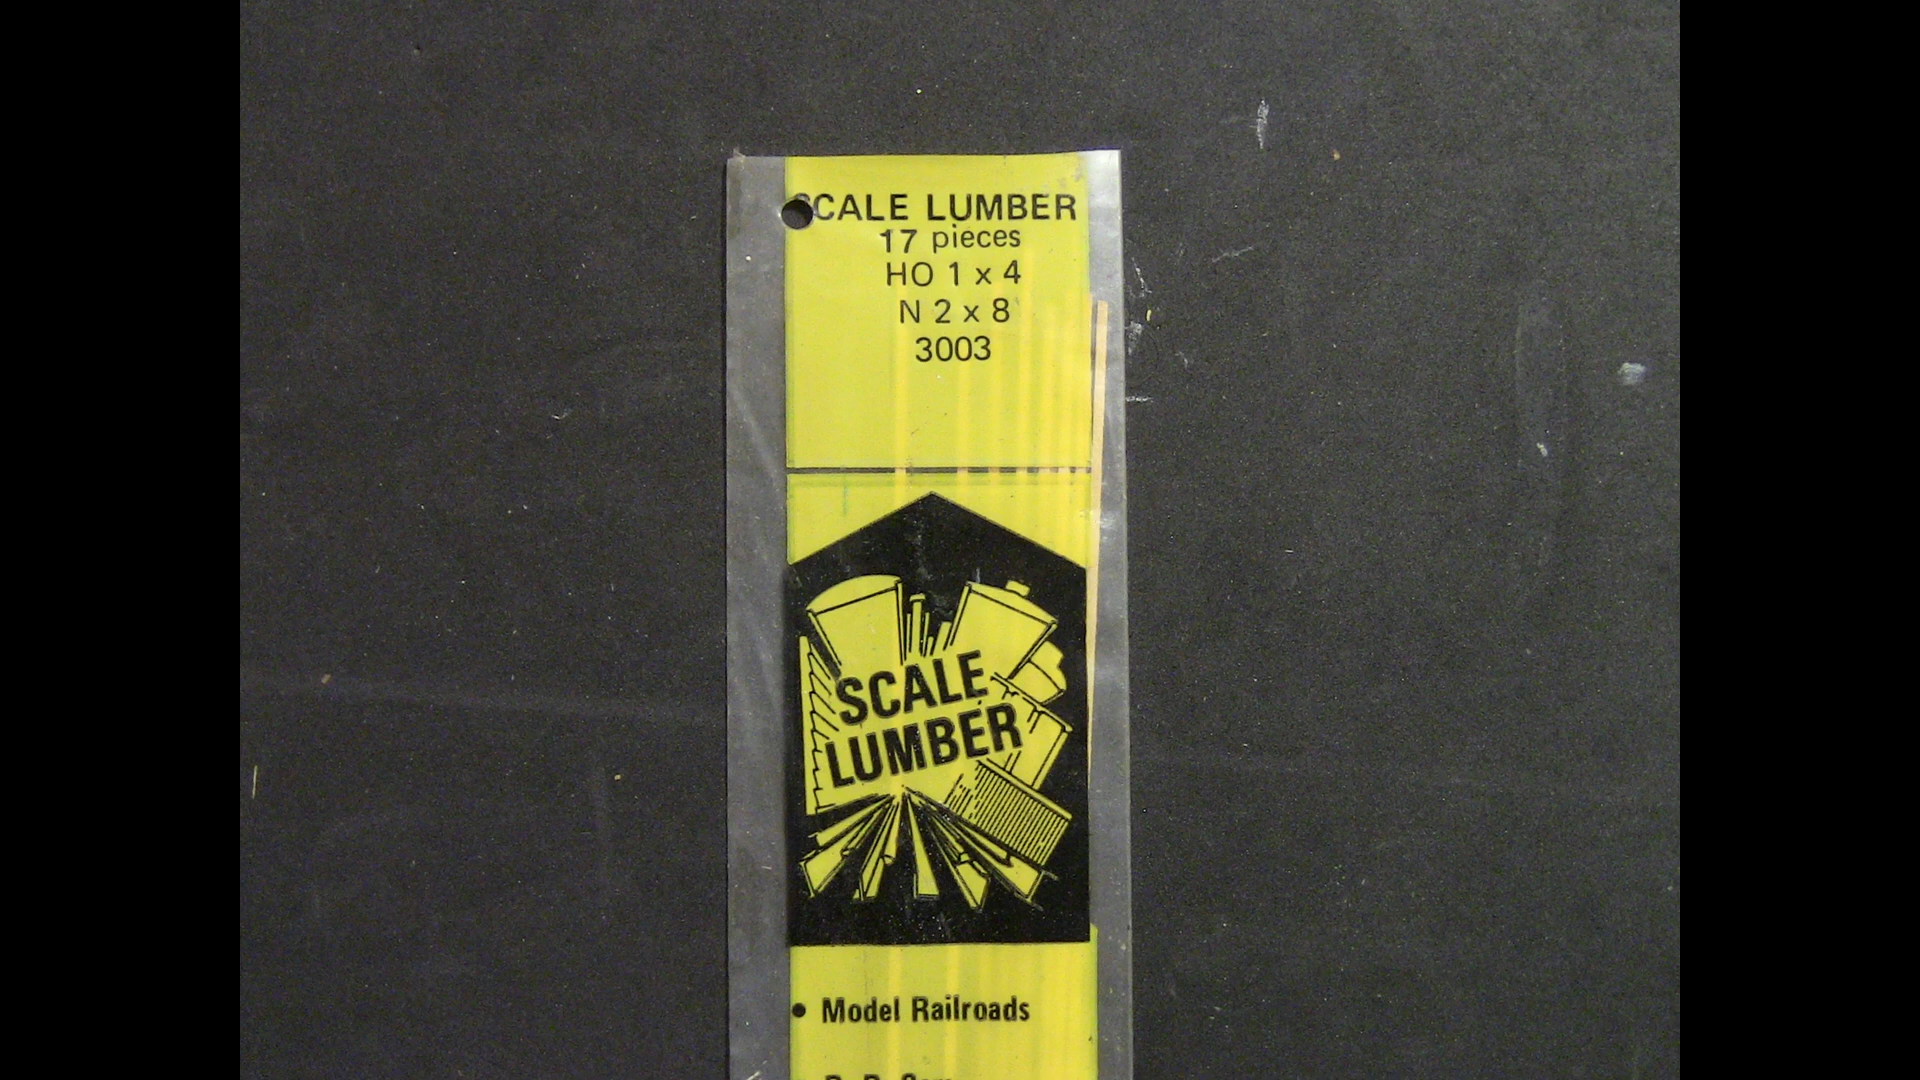 SCALE LUMBER
17 pieces
HO 1 x 4
N 2 x 8
3003
SCALE
LUMBER
• Model Railroads